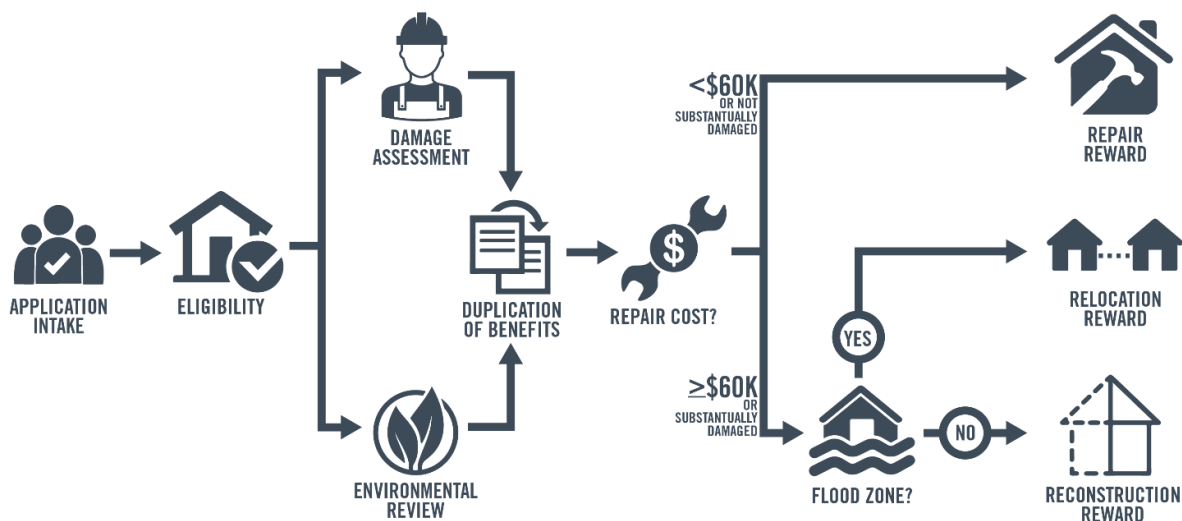 APPLICATION
INTAKE
ELIGIBILITY
DAMAGE
ASSESSMENT
ENVIRONMENTAL
REVIEW
DUPLICATION
OF BENEFITS
$
REPAIR COST?
<$60K
OR NOT
SUBSTANTUALLY
DAMAGED
REPAIR
REWARD
≥$60K
OR
SUBSTANTUALLY
DAMAGED
FLOOD ZONE?
YES
RELOCATION
REWARD
NO
RECONSTRUCTION
REWARD